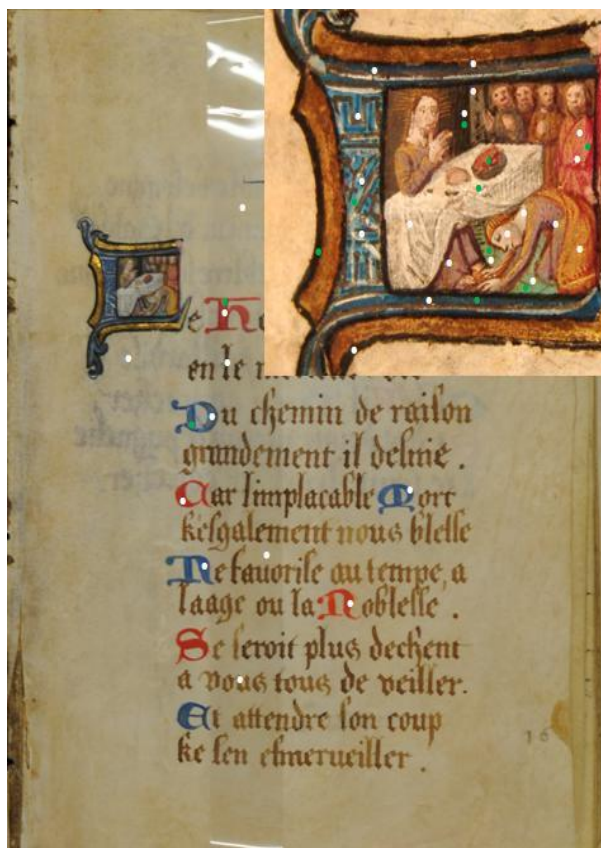 en le
Du chemin de raison
grandement il delinie.
Car limplacable Mort
kesgalement nous blesse
Ne fauorise au temps, a
laage ou la Noblesse.
Se seroit plus dechent
a vous tous de veiller.
Et attendre son coup
ke sen esmerueiller.
16